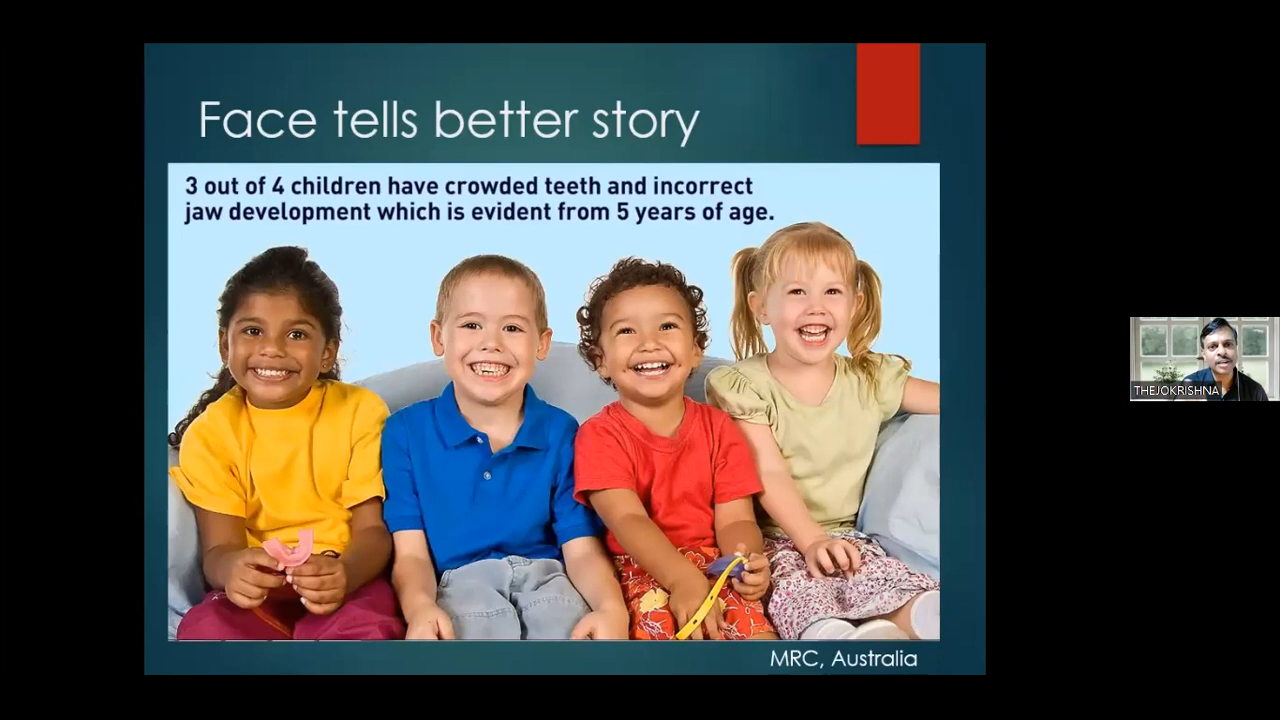 Face tells better story
3 out of 4 children have crowded teeth and incorrect
jaw development which is evident from 5 years of age.
MRC, Australia
THEJOKRISHNA